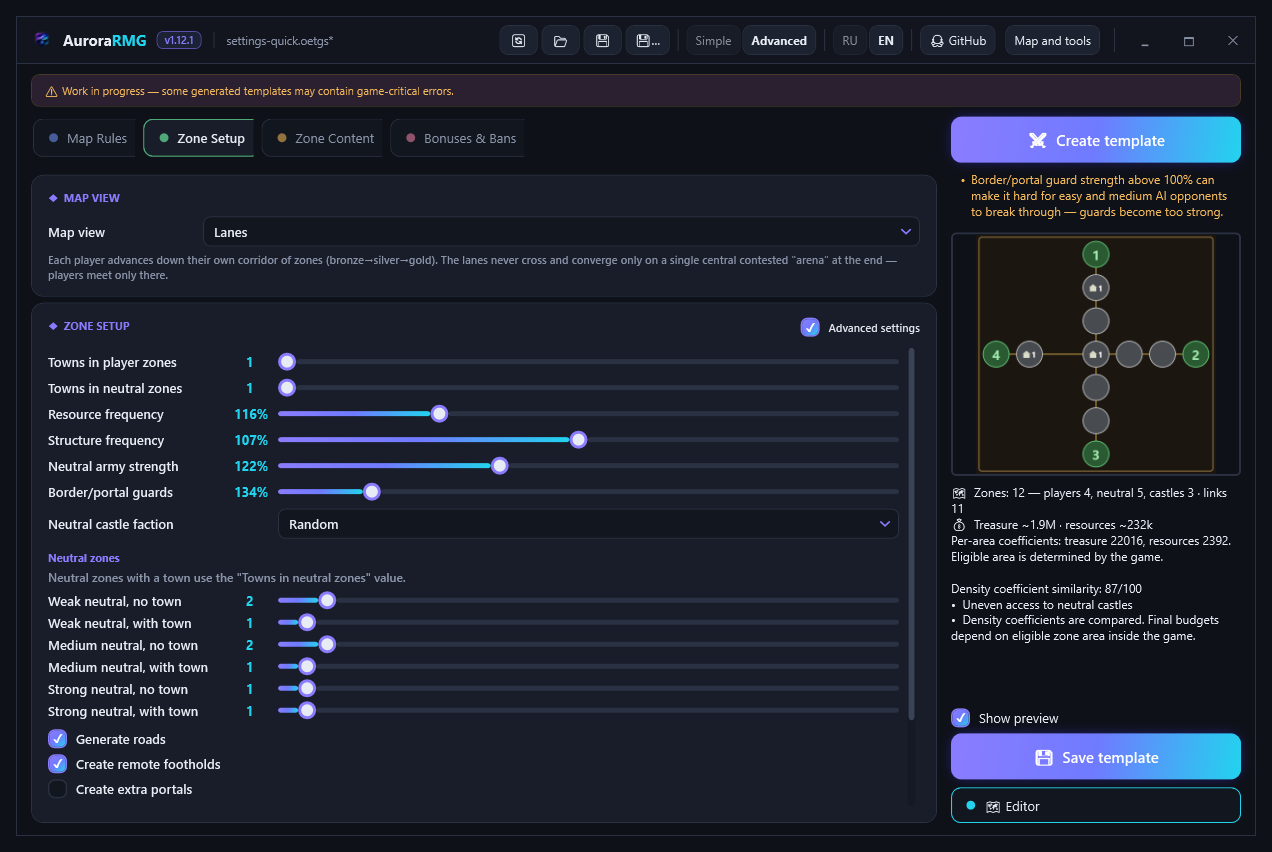 AuroraRMG v1.12.1 settings-quick.oetgs* ... Simple Advanced RU EN GitHub Map and tools
Work in progress — some generated templates may contain game-critical errors.
Map Rules Zone Setup Zone Content Bonuses & Bans
MAP VIEW
Map view Lanes
Each player advances down their own corridor of zones (bronze→silver→gold). The lanes never cross and converge only on a single central contested "arena" at the end —
players meet only there.
ZONE SETUP Advanced settings
Towns in player zones 1
Towns in neutral zones 1
Resource frequency 116%
Structure frequency 107%
Neutral army strength 122%
Border/portal guards 134%
Neutral castle faction Random
Neutral zones
Neutral zones with a town use the "Towns in neutral zones" value.
Weak neutral, no town 2
Weak neutral, with town 1
Medium neutral, no town 2
Medium neutral, with town 1
Strong neutral, no town 1
Strong neutral, with town 1
Generate roads
Create remote footholds
Create extra portals
Create template
• Border/portal guard strength above 100% can
make it hard for easy and medium AI opponents
to break through — guards become too strong.
1
1
4 1 1 2
3
Zones: 12 — players 4, neutral 5, castles 3 · links
11
Treasure ~1.9M · resources ~232k
Per-area coefficients: treasure 22016, resources 2392.
Eligible area is determined by the game.
Density coefficient similarity: 87/100
• Uneven access to neutral castles
• Density coefficients are compared. Final budgets
depend on eligible zone area inside the game.
Show preview
Save template
Editor